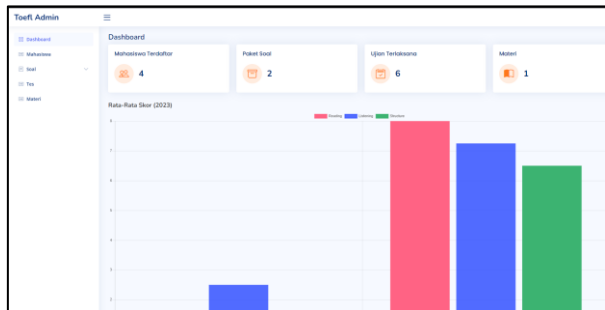 Toefl Admin
Dashboard
Mahasiswa
Soal
Tes
Materi
Dashboard
Mahasiswa Terdaftar
4
Paket Soal
2
Ujian Terlaksana
6
Materi
1
Rata-Rata Skor (2023)
Reading
Listening
Structure
8
7
6
5
4
3
2